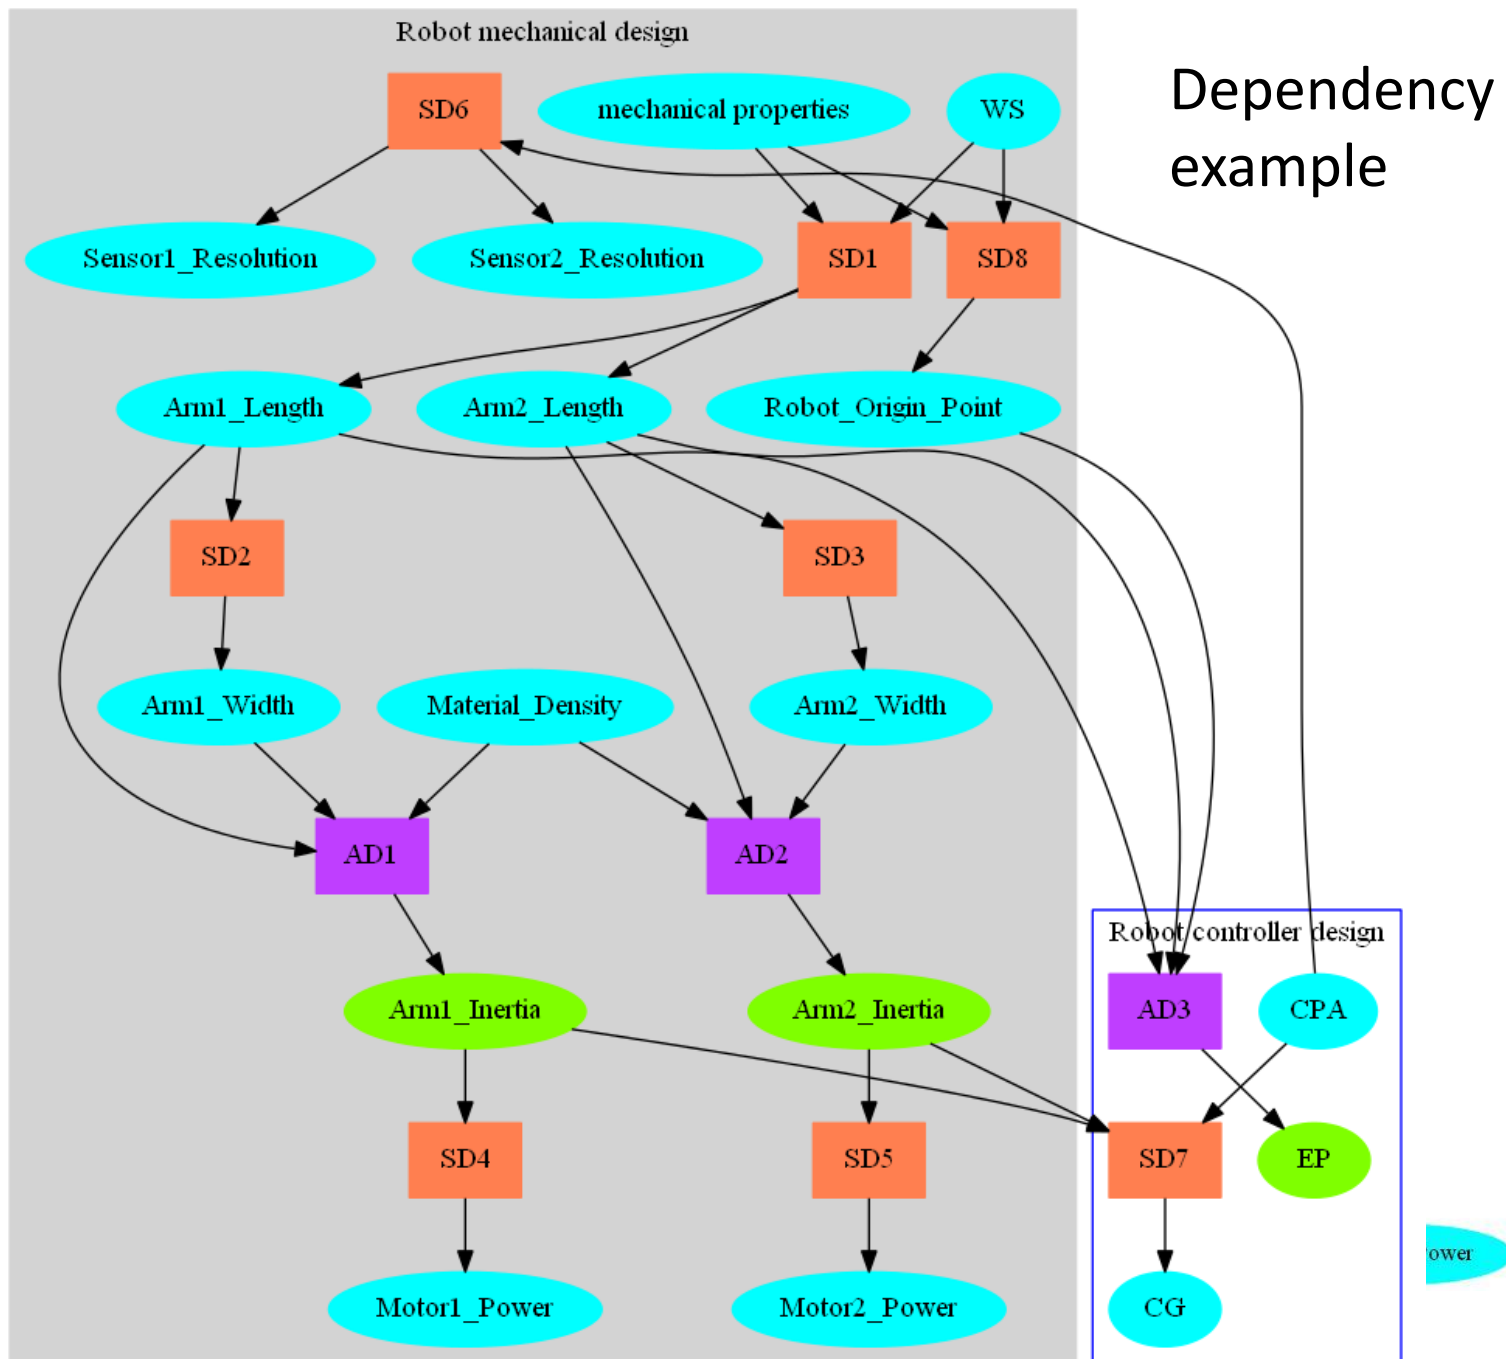 Robot mechanical design
Dependency
example
SD6
mechanical properties
WS
Sensor1_Resolution
Sensor2_Resolution
SD1
SD8
Arm1_Length
Arm2_Length
Robot_Origin_Point
SD2
SD3
Arm1_Width
Material_Density
Arm2_Width
AD1
AD2
Robot controller design
Arm1_Inertia
Arm2_Inertia
AD3
CPA
SD4
SD5
SD7
EP
ower
Motor1_Power
Motor2_Power
CG